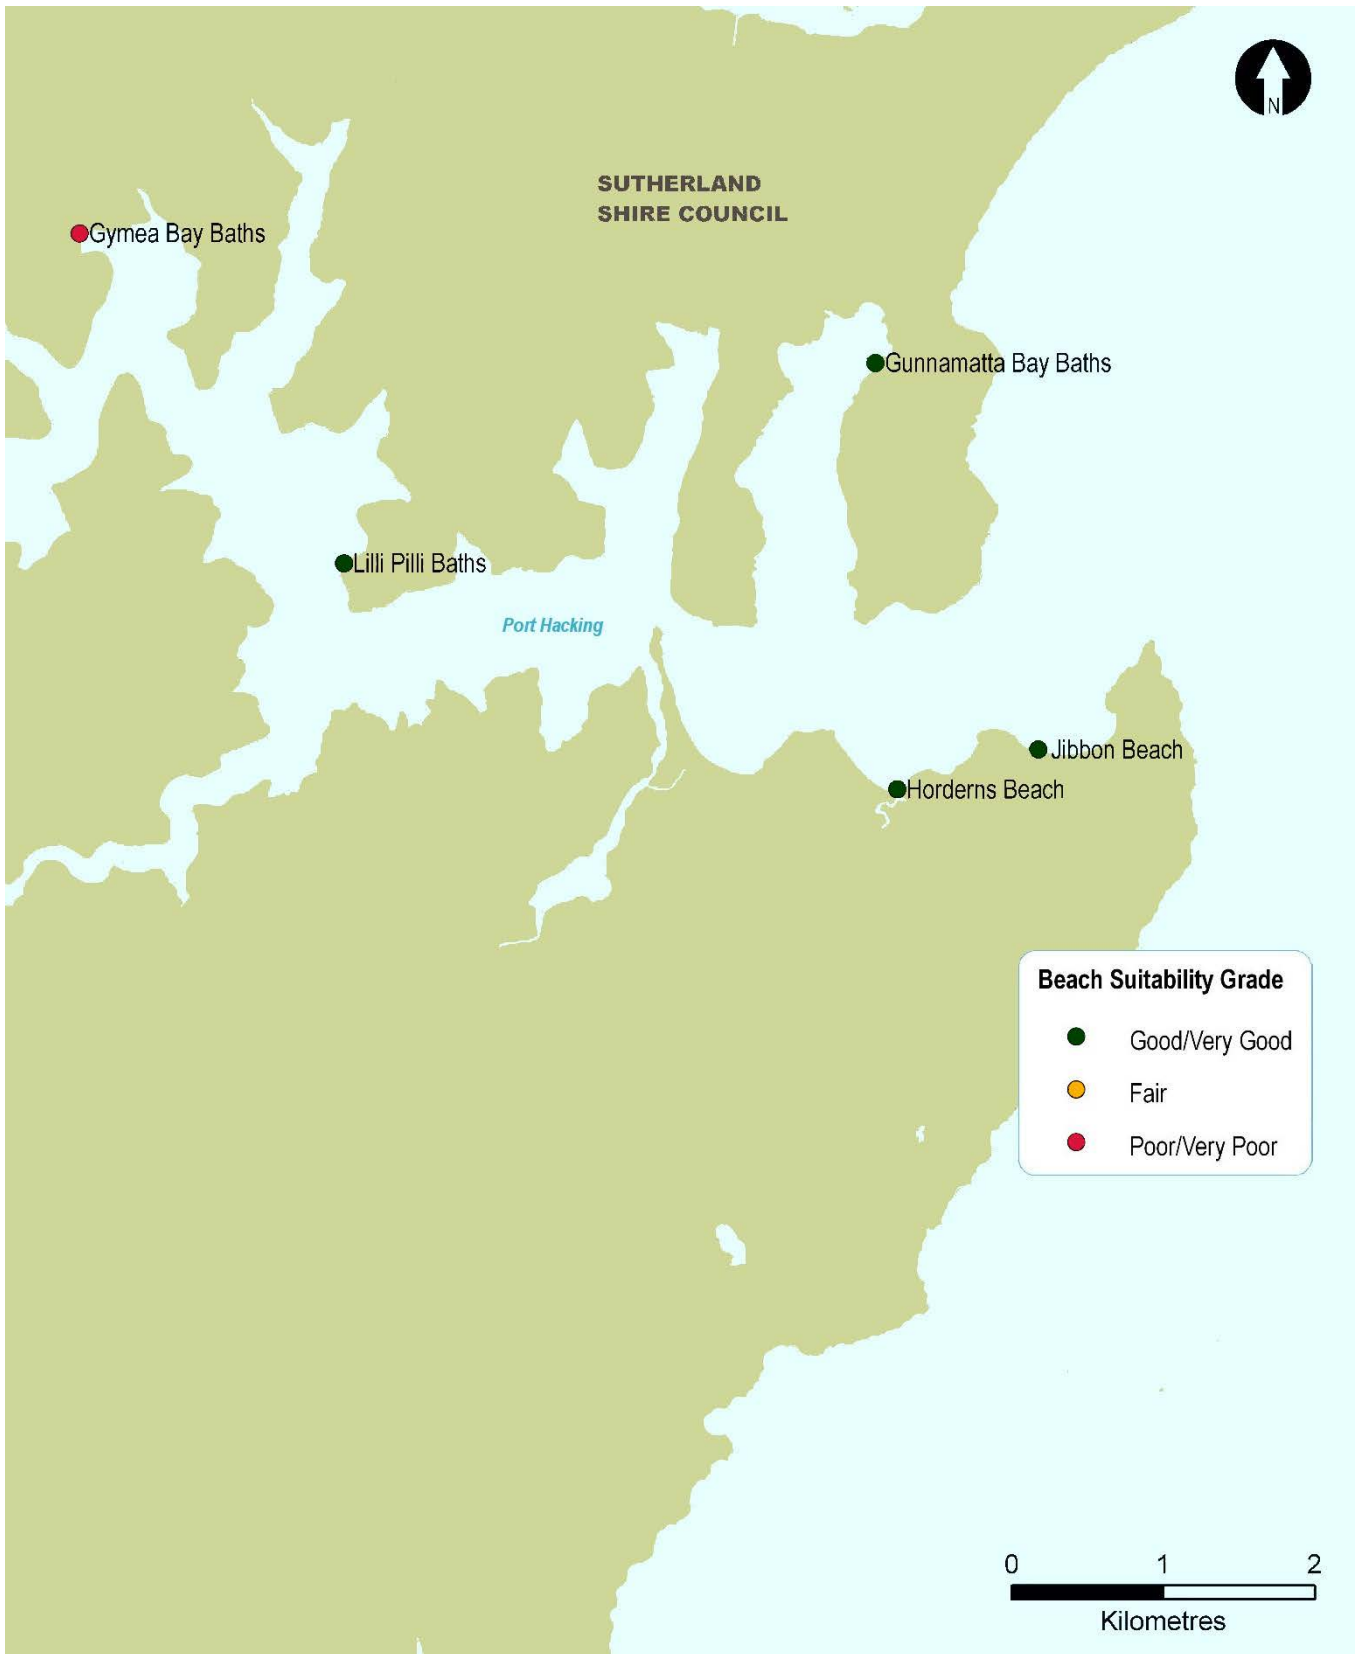 N
SUTHERLAND
SHIRE COUNCIL
Gymea Bay Baths
Gunnamatta Bay Baths
Lilli Pilli Baths
Port Hacking
Jibbon Beach
Horderns Beach
Beach Suitability Grade
Good/Very Good
Fair
Poor/Very Poor
0 1 2
Kilometres